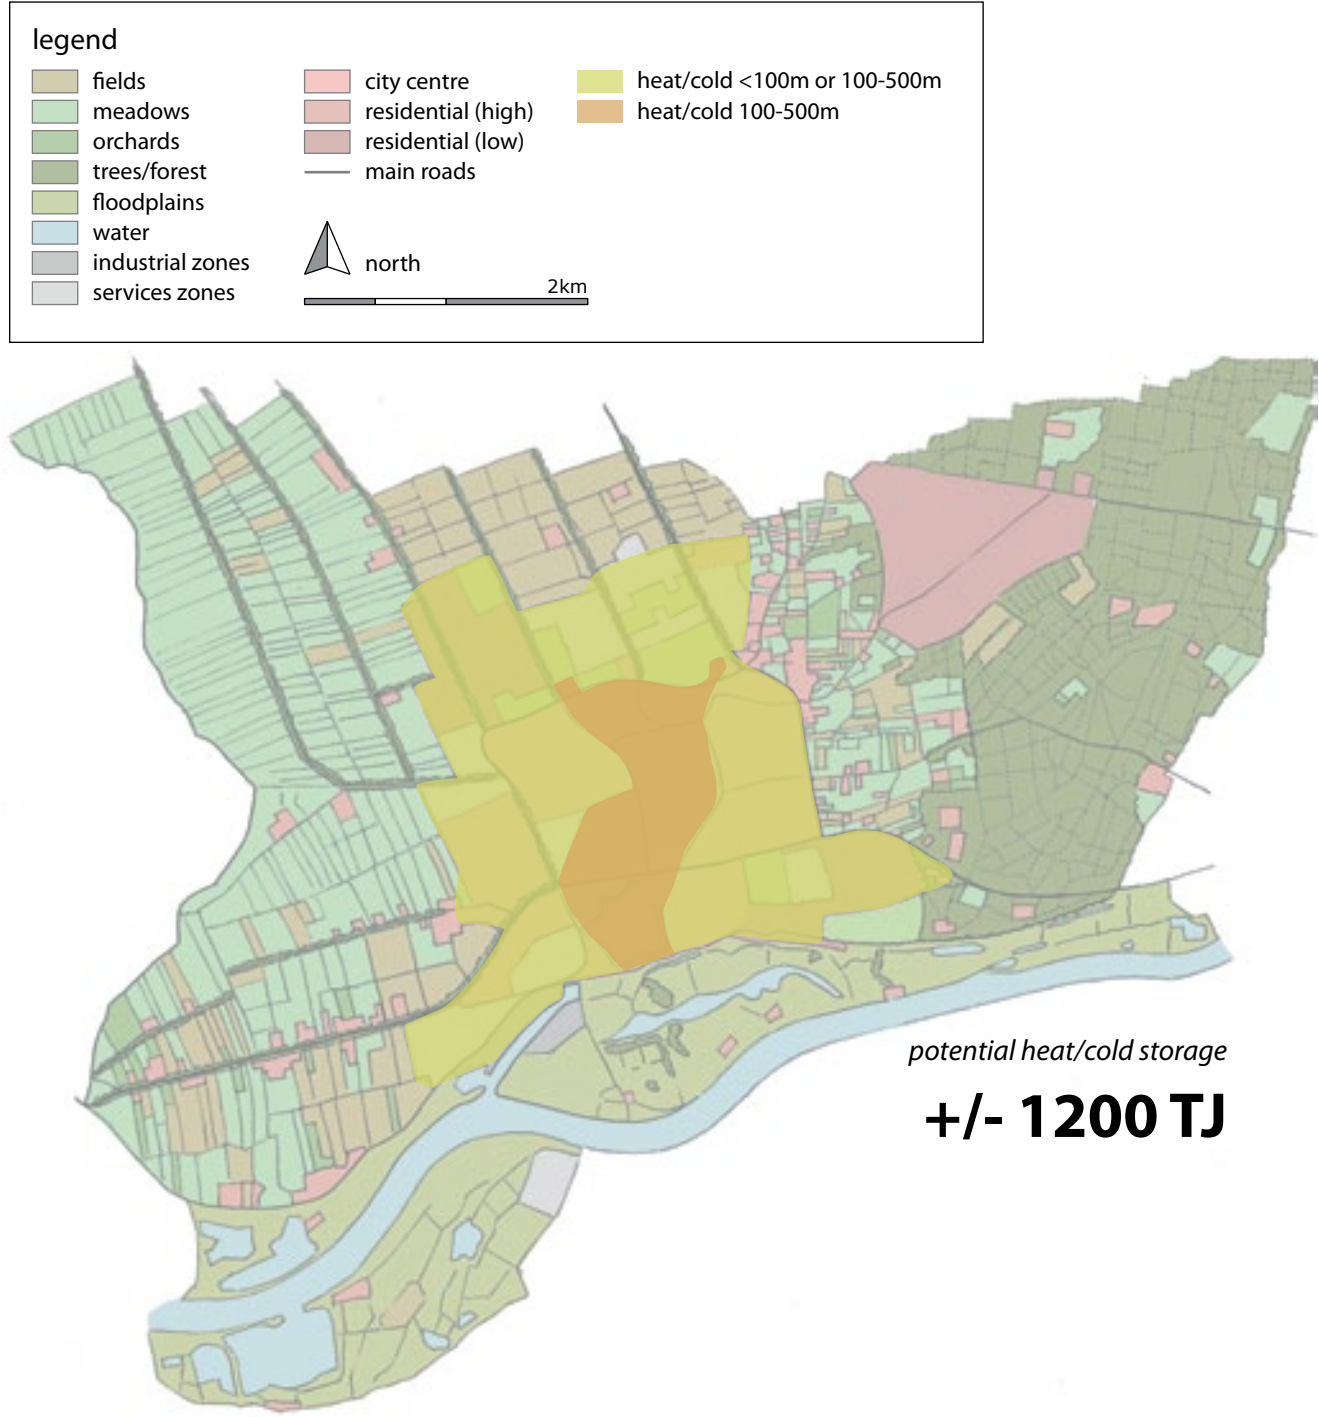 legend
fields
meadows
orchards
trees/forest
floodplains
water
industrial zones
services zones
city centre
residential (high)
residential (low)
main roads
north
2km
heat/cold <100m or 100-500m
heat/cold 100-500m
potential heat/cold storage
+/- 1200 TJ